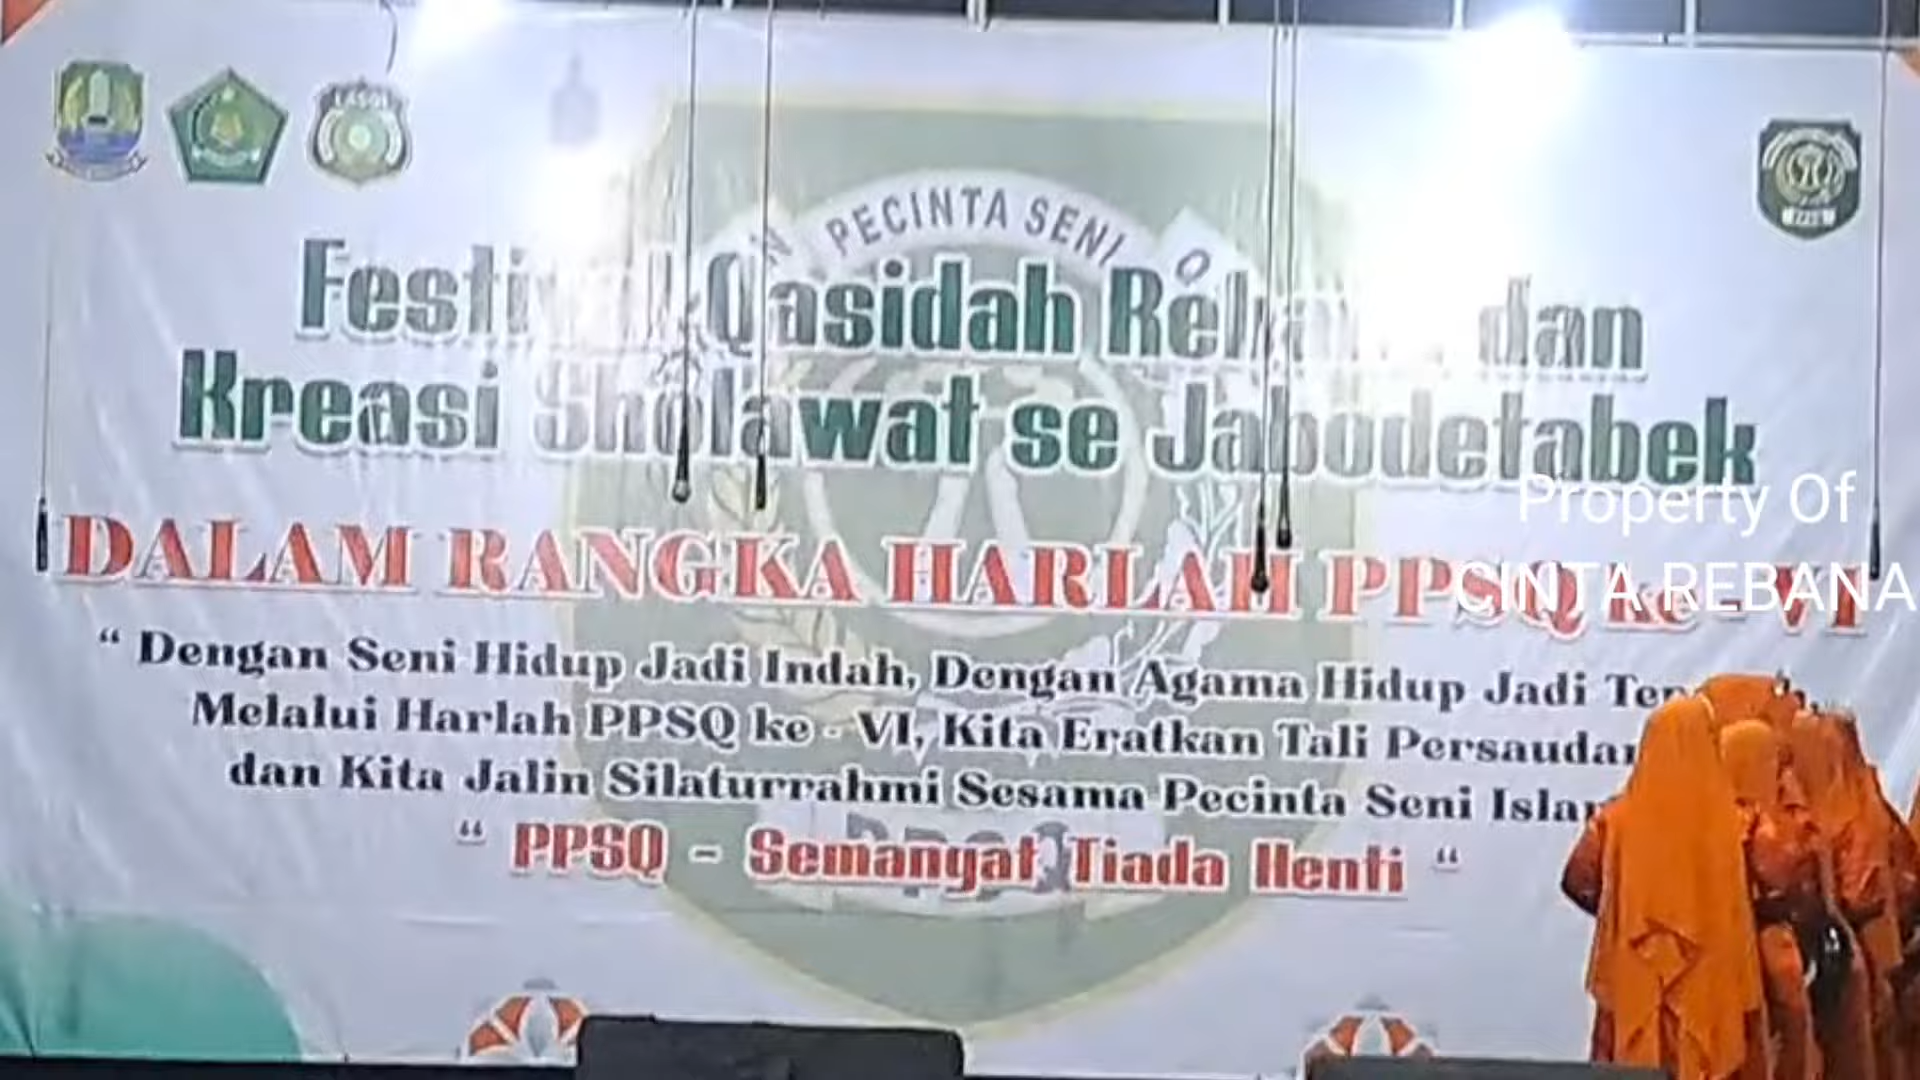 LASQI
PECINTA SENI
Festival Qasidah Rebana dan
Kreasi Sholawat se Jabodetabek
Property Of
DALAM RANGKA HARLAH PPSQ ke - VI
CINTA REBANA
“ Dengan Seni Hidup Jadi Indah, Dengan Agama Hidup Jadi
Melalui Harlah PPSQ ke - VI, Kita Eratkan Tali
dan Kita Jalin Silaturrahmi Sesama Pecinta Seni
“ PPSQ - Semangat Tiada Henti “
PPSQ